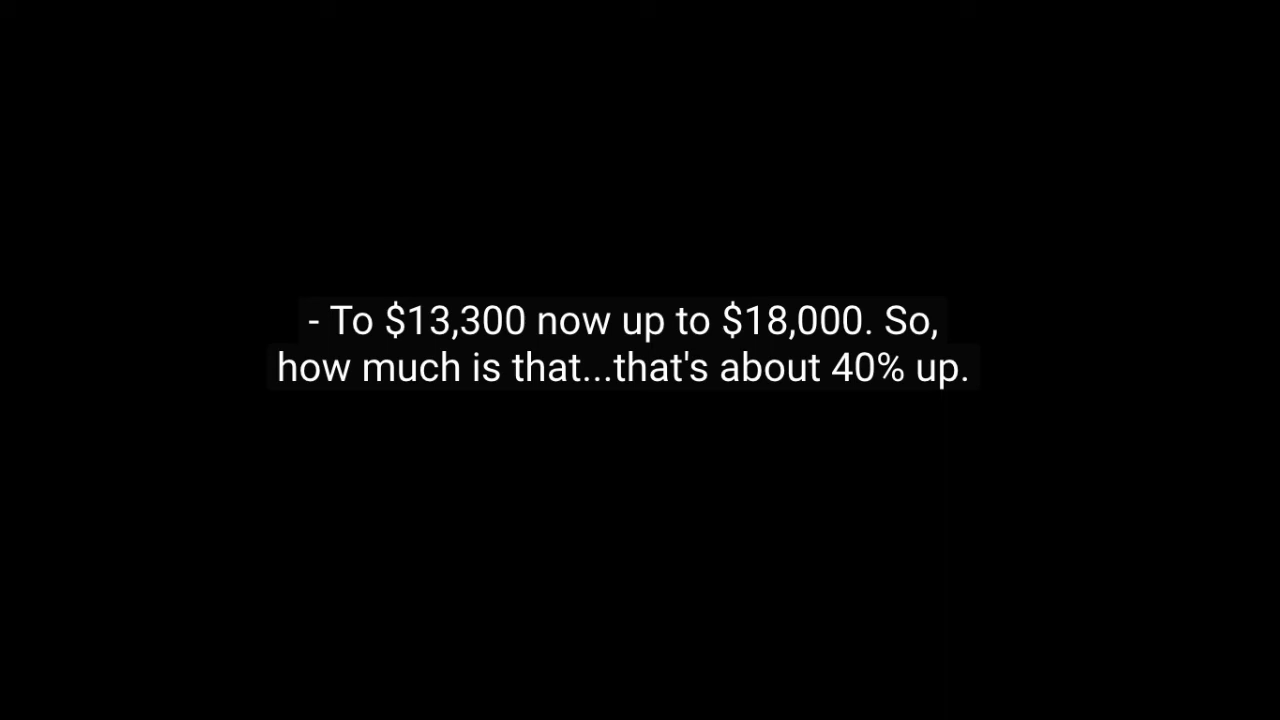 - To $13,300 now up to $18,000. So,
how much is that...that's about 40% up.